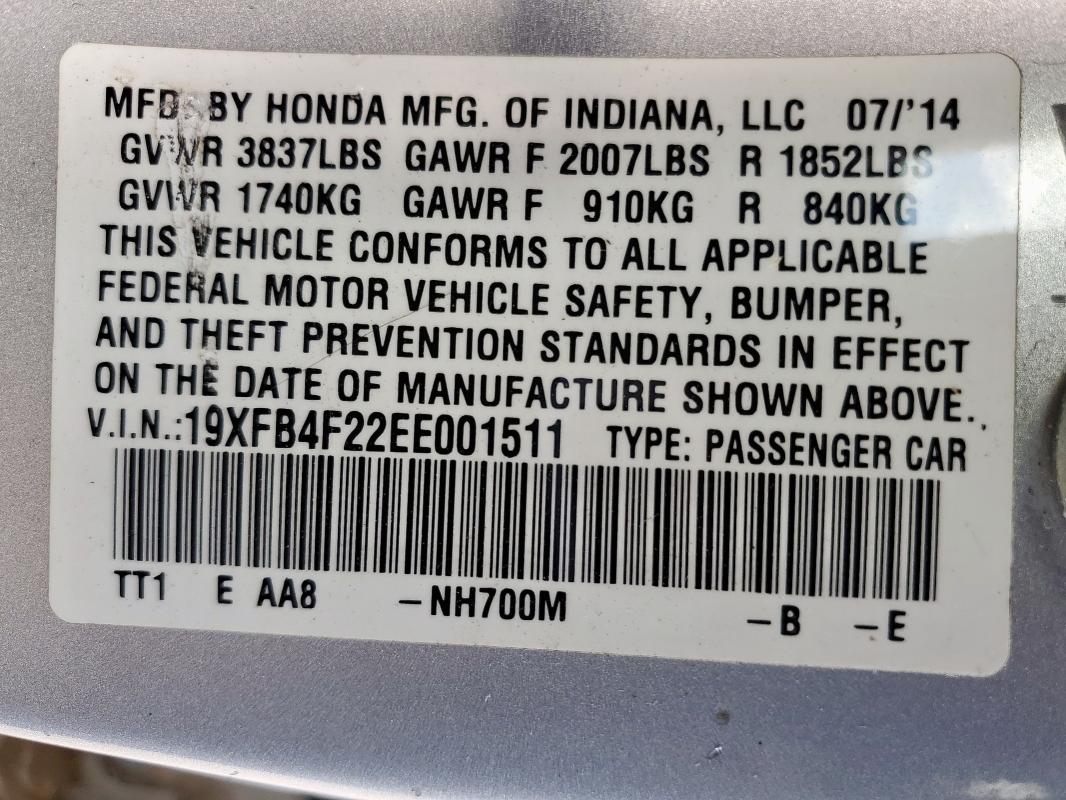 MFD. BY HONDA MFG. OF INDIANA, LLC 07/'14
GVWR 3837LBS GAWR F 2007LBS R 1852LBS
GVWR 1740KG GAWR F 910KG R 840KG
THIS VEHICLE CONFORMS TO ALL APPLICABLE
FEDERAL MOTOR VEHICLE SAFETY, BUMPER,
AND THEFT PREVENTION STANDARDS IN EFFECT
ON THE DATE OF MANUFACTURE SHOWN ABOVE.
V.I.N.:19XFB4F22EE001511 TYPE: PASSENGER CAR
TT1 E AA8 –NH700M –B –E